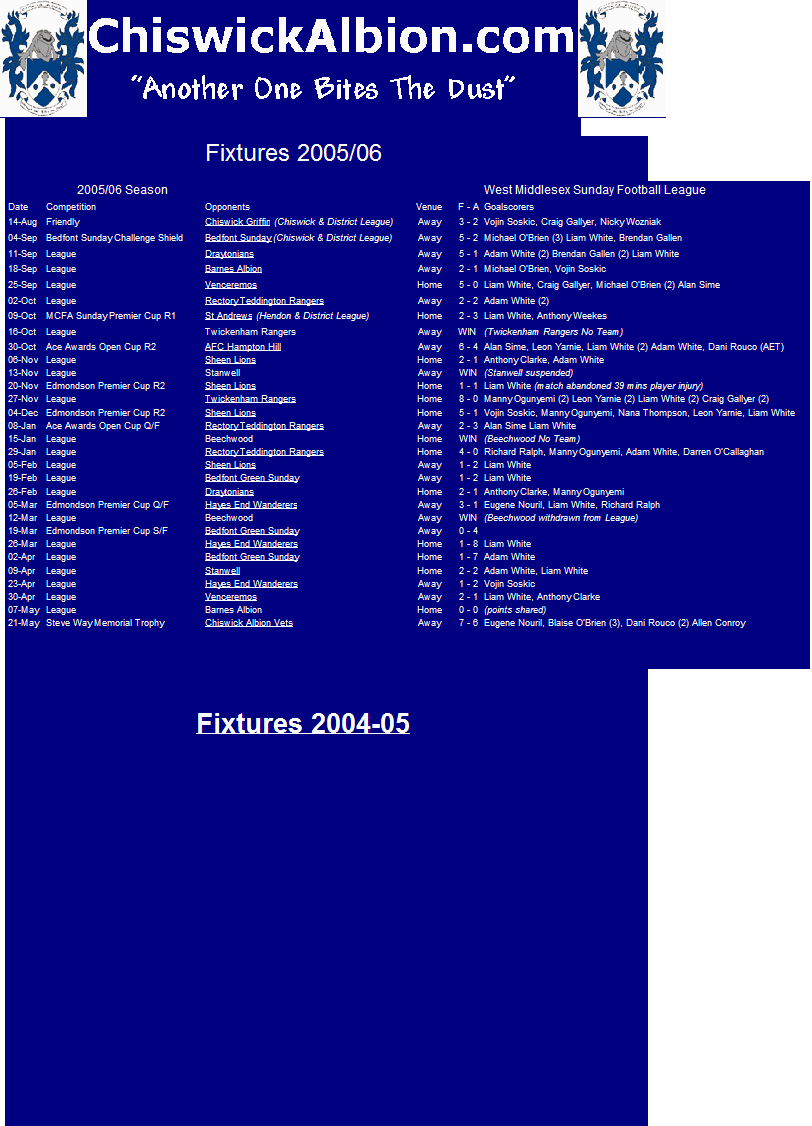 ChiswickAlbion.com
"Another One Bites The Dust"
Fixtures 2005/06
2005/06 Season West Middlesex Sunday Football League
Date Competition Opponents Venue F - A Goalscorers
14-Aug Friendly Chiswick Griffin (Chiswick & District League) Away 3 - 2 Vojin Soskic, Craig Gallyer, Nicky Wozniak
04-Sep Bedfont Sunday Challenge Shield Bedfont Sunday (Chiswick & District League) Away 5 - 2 Michael O'Brien (3) Liam White, Brendan Gallen
11-Sep League Draytonians Away 5 - 1 Adam White (2) Brendan Gallen (2) Liam White
18-Sep League Barnes Albion Away 2 - 1 Michael O'Brien, Vojin Soskic
25-Sep League Venceremos Home 5 - 0 Liam White, Craig Gallyer, Michael O'Brien (2) Alan Sime
02-Oct League Rectory Teddington Rangers Away 2 - 2 Adam White (2)
09-Oct MCFA Sunday Premier Cup R1 St Andrews (Hendon & District League) Home 2 - 3 Liam White, Anthony Weekes
16-Oct League Twickenham Rangers Away WIN (Twickenham Rangers No Team)
30-Oct Ace Awards Open Cup R2 AFC Hampton Hill Away 6 - 4 Alan Sime, Leon Yarnie, Liam White (2) Adam White, Dani Rouco (AET)
06-Nov League Sheen Lions Home 2 - 1 Anthony Clarke, Adam White
13-Nov League Stanwell Away WIN (Stanwell suspended)
20-Nov Edmondson Premier Cup R2 Sheen Lions Home 1 - 1 Liam White (match abandoned 39 mins player injury)
27-Nov League Twickenham Rangers Home 8 - 0 Manny Ogunyemi (2) Leon Yarnie (2) Liam White (2) Craig Gallyer (2)
04-Dec Edmondson Premier Cup R2 Sheen Lions Home 5 - 1 Vojin Soskic, Manny Ogunyemi, Nana Thompson, Leon Yarnie, Liam White
08-Jan Ace Awards Open Cup Q/F Rectory Teddington Rangers Away 2 - 3 Alan Sime Liam White
15-Jan League Beechwood Home WIN (Beechwood No Team)
29-Jan League Rectory Teddington Rangers Home 4 - 0 Richard Ralph, Manny Ogunyemi, Adam White, Darren O'Callaghan
05-Feb League Sheen Lions Away 1 - 2 Liam White
19-Feb League Bedfont Green Sunday Away 1 - 2 Liam White
26-Feb League Draytonians Home 2 - 1 Anthony Clarke, Manny Ogunyemi
05-Mar Edmondson Premier Cup Q/F Hayes End Wanderers Away 3 - 1 Eugene Nouril, Liam White, Richard Ralph
12-Mar League Beechwood Away WIN (Beechwood withdrawn from League)
19-Mar Edmondson Premier Cup S/F Bedfont Green Sunday Away 0 - 4
26-Mar League Hayes End Wanderers Home 1 - 8 Liam White
02-Apr League Bedfont Green Sunday Home 1 - 7 Adam White
09-Apr League Stanwell Home 2 - 2 Adam White, Liam White
23-Apr League Hayes End Wanderers Away 1 - 2 Vojin Soskic
30-Apr League Venceremos Away 2 - 1 Liam White, Anthony Clarke
07-May League Barnes Albion Home 0 - 0 (points shared)
21-May Steve Way Memorial Trophy Chiswick Albion Vets Away 7 - 6 Eugene Nouril, Blaise O'Brien (3), Dani Rouco (2) Allen Conroy
Fixtures 2004-05